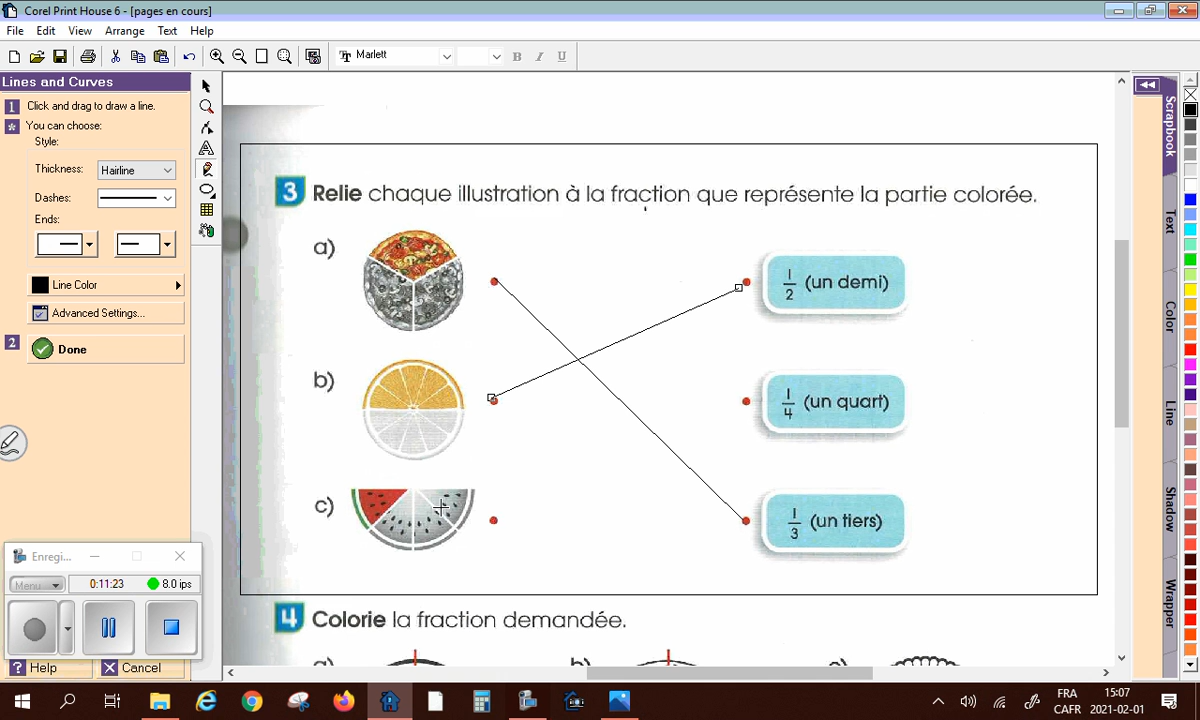 Corel Print House 6 - [pages en cours]
File Edit View Arrange Text Help
Marlett
B I U
Lines and Curves
1 Click and drag to draw a line.
* You can choose:
Style:
Thickness: Hairline
Dashes:
Ends:
Line Color
Advanced Settings...
2 Done
3 Relie chaque illustration à la fraction que représente la partie colorée.
a)
1/2 (un demi)
b)
1/4 (un quart)
c)
1/3 (un tiers)
4 Colorie la fraction demandée.
Scrapbook
Text
Color
Line
Shadow
Wrapper
Enregi...
Menu 0:11:23 8.0 ips
? Help Cancel
FRA 15:07
CAFR 2021-02-01